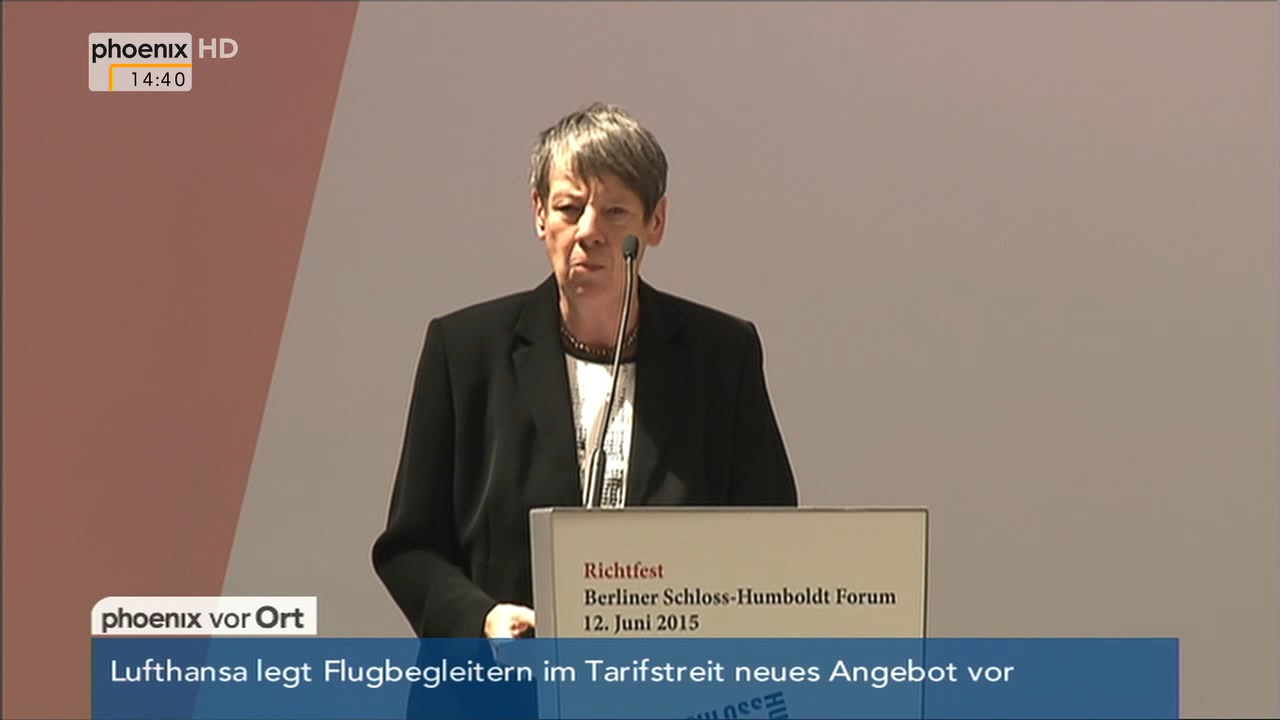 phoenix HD
14:40
Richtfest
Berliner Schloss-Humboldt Forum
12. Juni 2015
phoenix vor Ort
Lufthansa legt Flugbegleitern im Tarifstreit neues Angebot vor